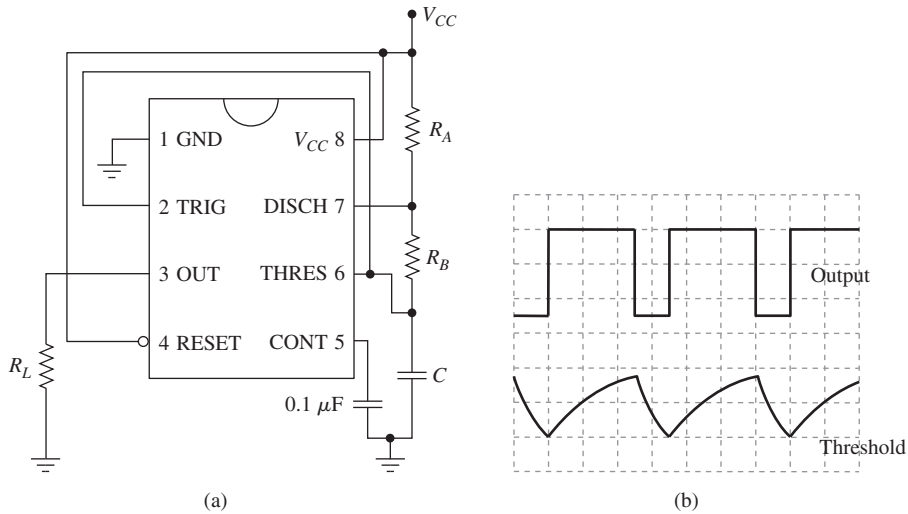 V_CC
1 GND
V_CC 8
R_A
2 TRIG
DISCH 7
R_B
3 OUT
THRES 6
Output
4 RESET
CONT 5
R_L
C
0.1 μF
Threshold
(a)
(b)